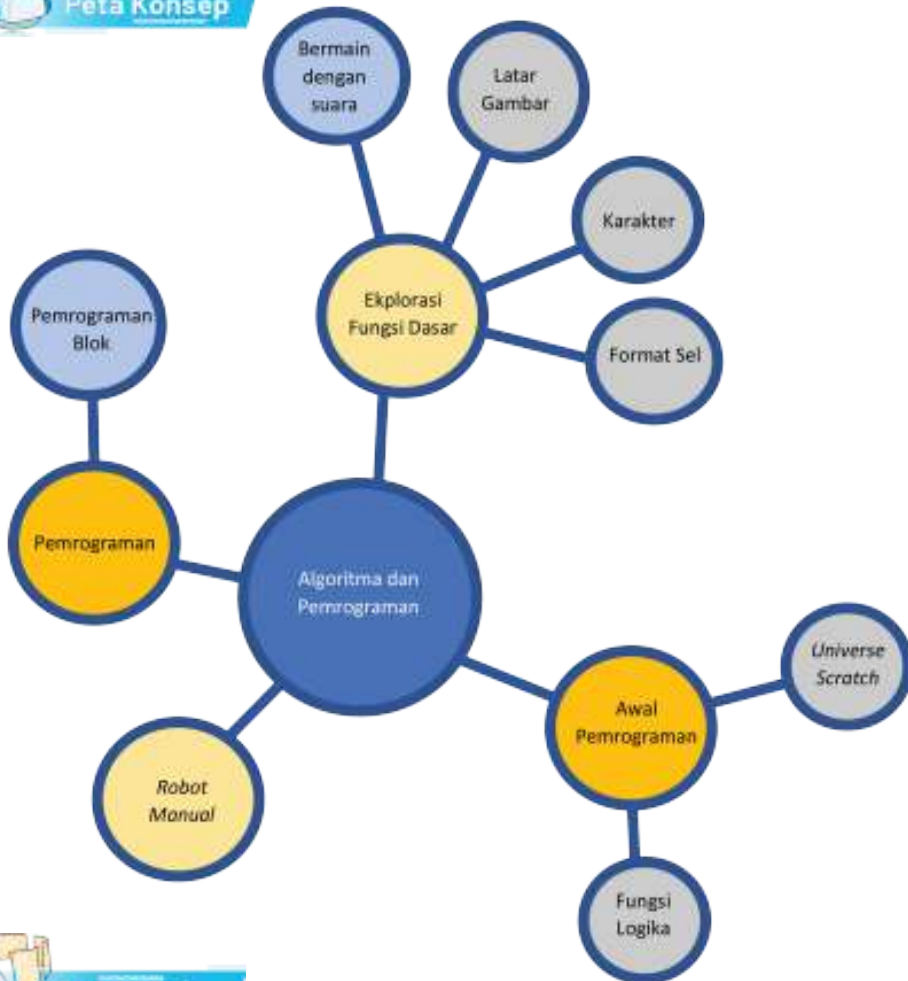 Peta Konsep
Bermain
dengan
suara
Latar
Gambar
Karakter
Format Sel
Ekplorasi
Fungsi Dasar
Pemrograman
Blok
Pemrograman
Algoritma dan
Pemrograman
Robot
Manual
Awal
Pemrograman
Universe
Scratch
Fungsi
Logika